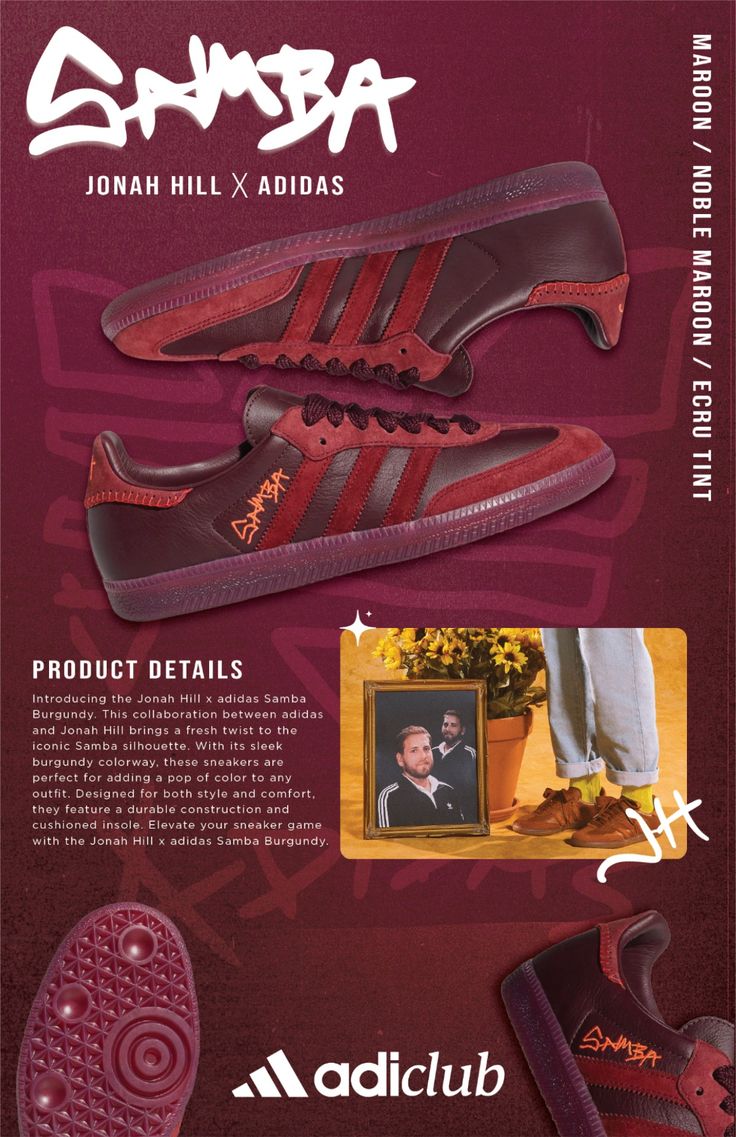 SAMBA
JONAH HILL X ADIDAS
MAROON / NOBLE MAROON / ECRU TINT
SAMBA
PRODUCT DETAILS
Introducing the Jonah Hill x adidas Samba
Burgundy. This collaboration between adidas
and Jonah Hill brings a fresh twist to the
iconic Samba silhouette. With its sleek
burgundy colorway, these sneakers are
perfect for adding a pop of color to any
outfit. Designed for both style and comfort,
they feature a durable construction and
cushioned insole. Elevate your sneaker game
with the Jonah Hill x adidas Samba Burgundy.
JH
SAMBA
adiclub